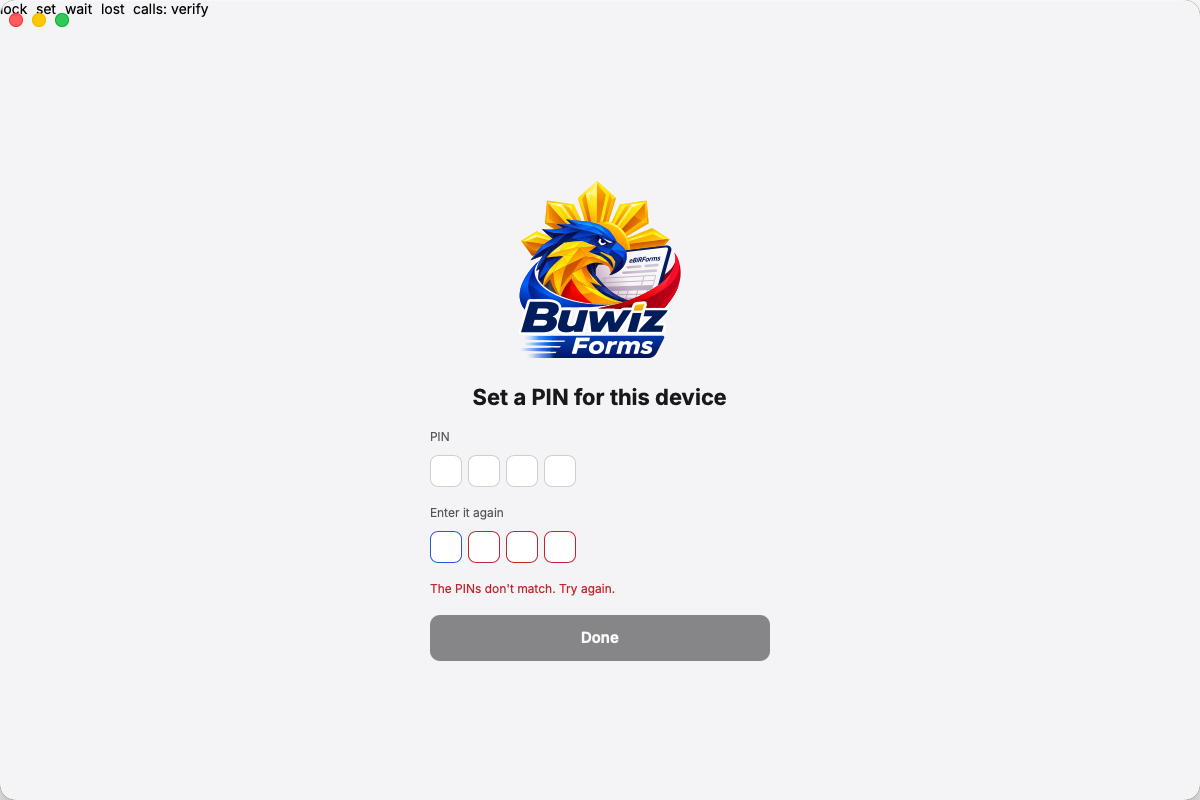 lock set wait lost calls: verify
eBIRForms
Buwiz
Forms
Set a PIN for this device
PIN
Enter it again
The PINs don't match. Try again.
Done